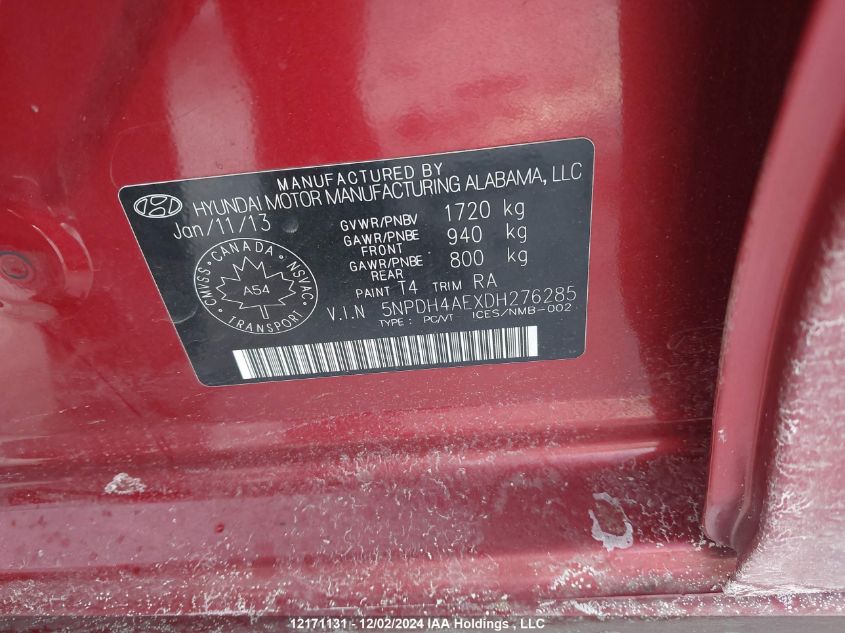 MANUFACTURED BY
HYUNDAI MOTOR MANUFACTURING ALABAMA, LLC
Jan/11/13
GVWR/PNBV 1720 kg
GAWR/PNBE FRONT 940 kg
GAWR/PNBE REAR 800 kg
PAINT T4 TRIM RA
V.I.N 5NPDH4AEXDH276285
TYPE: PC/VT ICES/NMB-002
CANADA
CMVSS
NSVAC
A54
TRANSPORT
12171131 - 12/02/2024 IAA Holdings , LLC